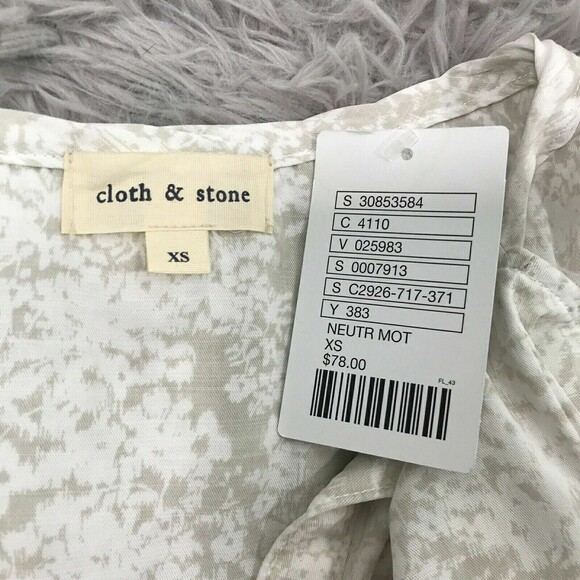 cloth & stone
XS
S 30853584
C 4110
V 025983
S 0007913
S C2926-717-371
Y 383
NEUTR MOT
XS
$78.00
FL_43